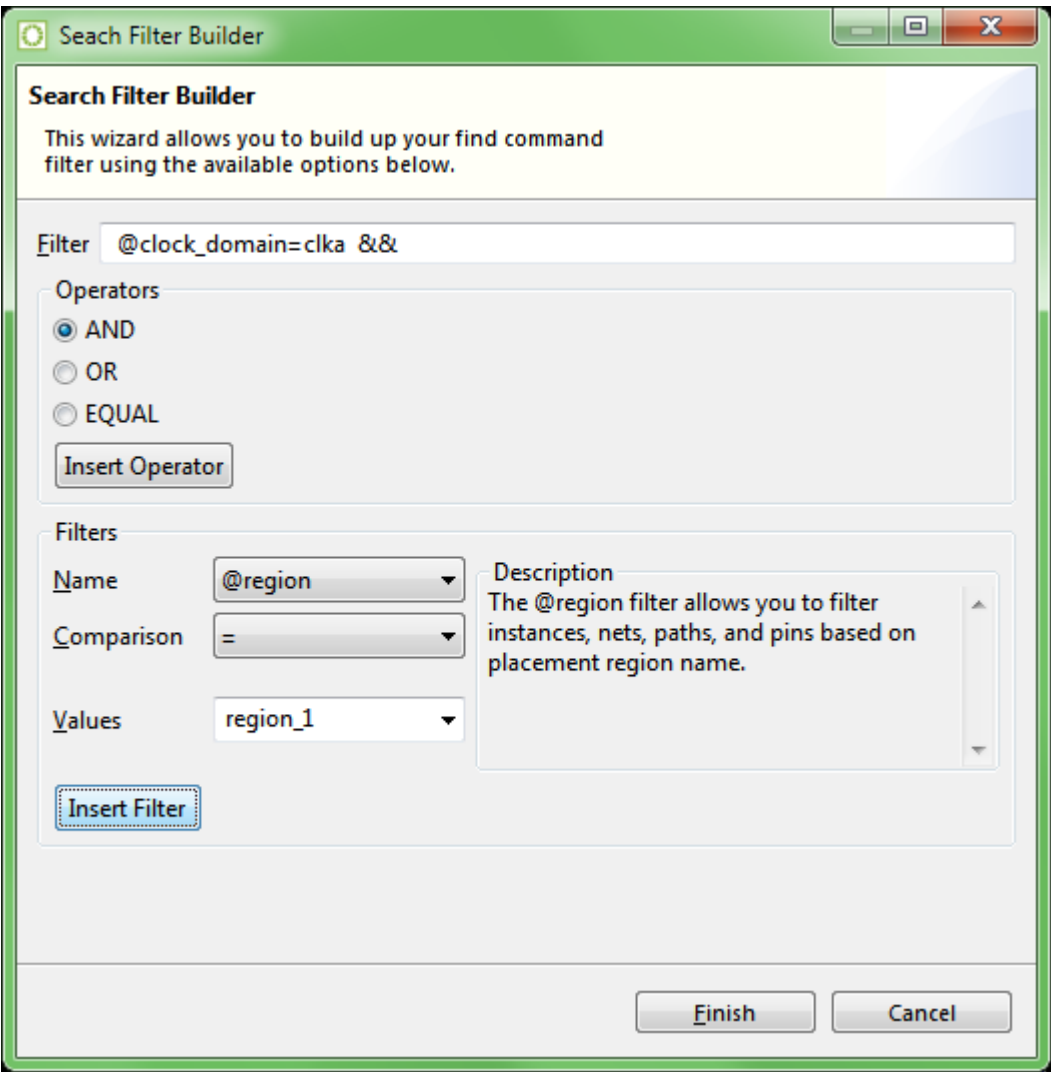 Seach Filter Builder
Search Filter Builder
This wizard allows you to build up your find command
filter using the available options below.
Filter @clock_domain=clka &&
Operators
AND
OR
EQUAL
Insert Operator
Filters
Name @region
Comparison =
Values region_1
Description
The @region filter allows you to filter
instances, nets, paths, and pins based on
placement region name.
Insert Filter
Finish Cancel